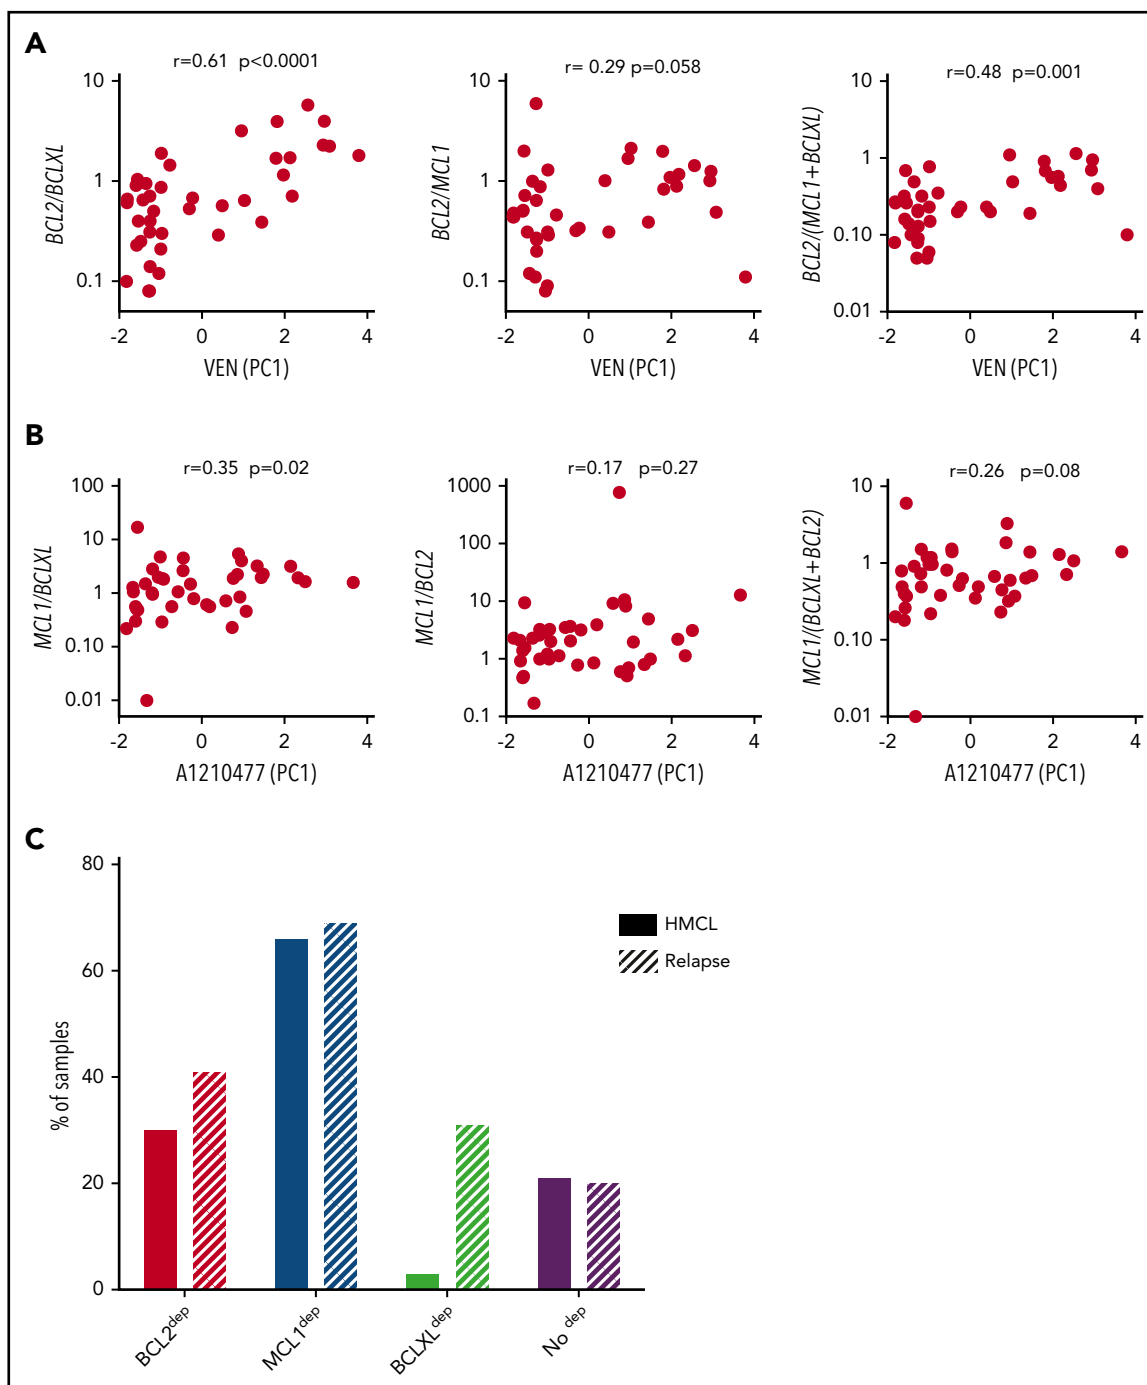 A
r=0.61 p<0.0001
10
1
0.1
BCL2/BCLXL
-2 0 2 4
VEN (PC1)
r= 0.29 p=0.058
10
1
0.1
BCL2/MCL1
-2 0 2 4
VEN (PC1)
r=0.48 p=0.001
10
1
0.10
0.01
BCL2/(MCL1+BCLXL)
-2 0 2 4
VEN (PC1)
B
r=0.35 p=0.02
100
10
1
0.10
0.01
MCL1/BCLXL
-2 0 2 4
A1210477 (PC1)
r=0.17 p=0.27
1000
100
10
1
0.1
MCL1/BCL2
-2 0 2 4
A1210477 (PC1)
r=0.26 p=0.08
10
1
0.10
0.01
MCL1/(BCLXL+BCL2)
-2 0 2 4
A1210477 (PC1)
C
80
60
40
20
0
% of samples
HMCL
Relapse
BCL2dep
MCL1dep
BCLXLdep
No dep